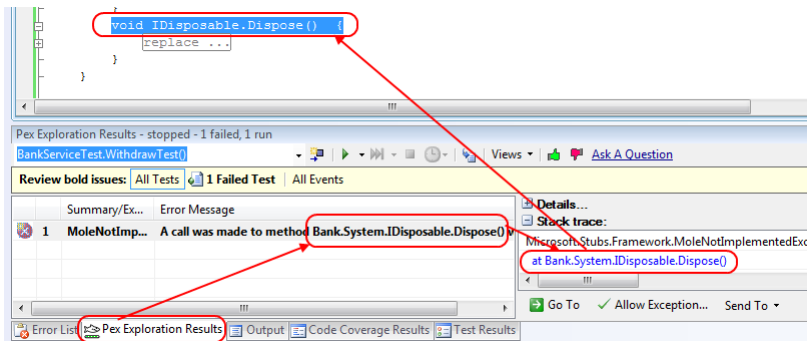 }
void IDisposable.Dispose() {
replace ...
}
}
Pex Exploration Results - stopped - 1 failed, 1 run
BankServiceTest.WithdrawTest()
Views
Ask A Question
Review bold issues: All Tests 1 Failed Test All Events
Summary/Ex... Error Message
1 MoleNotImp... A call was made to method Bank.System.IDisposable.Dispose()
Details...
Stack trace:
Microsoft.Stubs.Framework.MoleNotImplementedExc
at Bank.System.IDisposable.Dispose()
Go To Allow Exception... Send To
Error List Pex Exploration Results Output Code Coverage Results Test Results